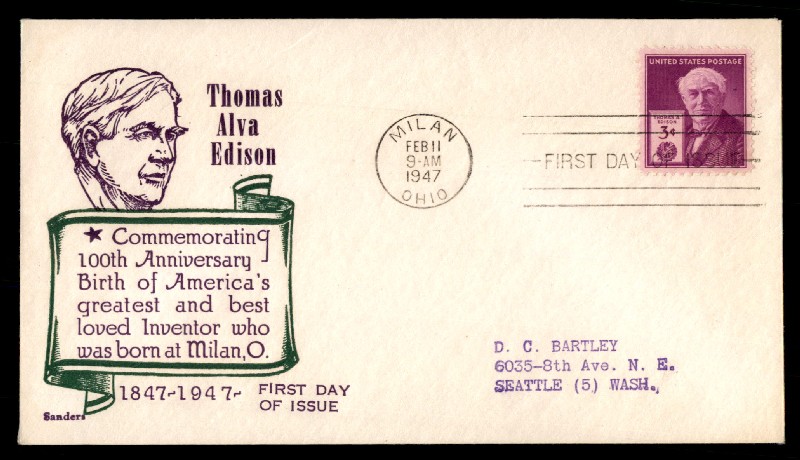 Thomas
Alva
Edison
★ Commemorating
100th Anniversary
Birth of America's
greatest and best
loved Inventor who
was born at Milan, O.
1847~1947~ FIRST DAY
OF ISSUE
Sanders
MILAN
FEB 11
9-AM
1947
OHIO
UNITED STATES POSTAGE
THOMAS A.
EDISON
3¢
FIRST DAY OF ISSUE
D. C. BARTLEY
6035-8th Ave. N. E.
SEATTLE (5) WASH.,